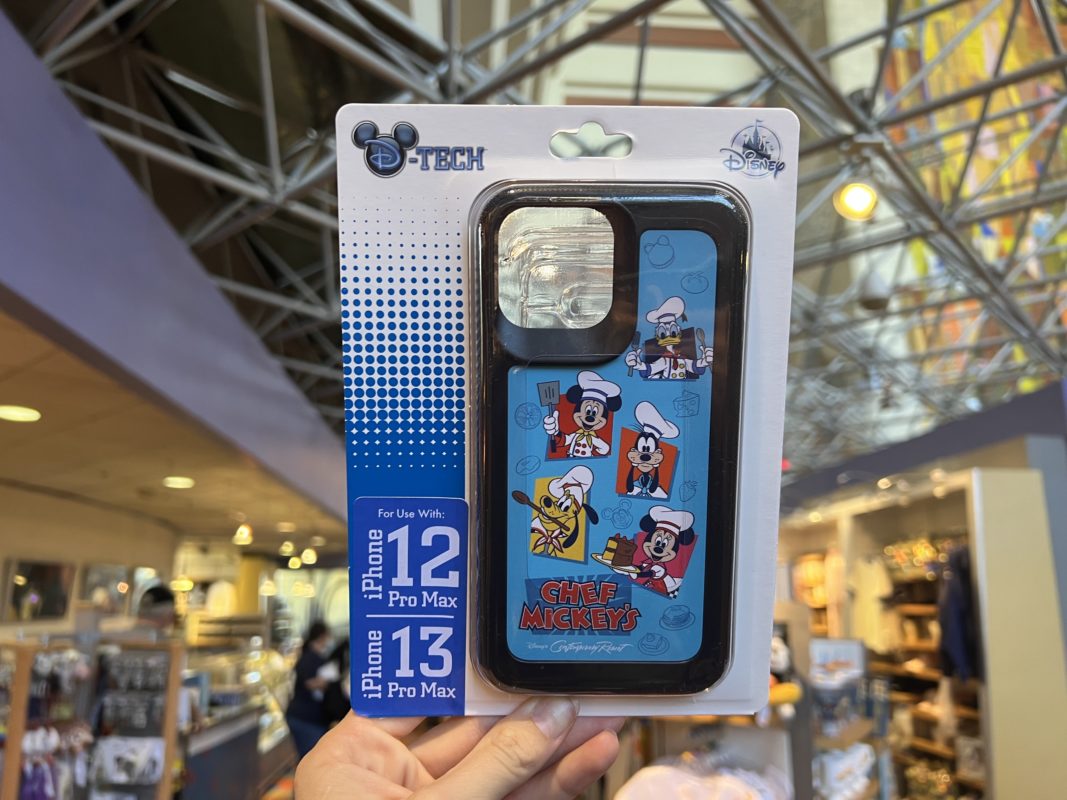 D-TECH
Disney
For Use With:
iPhone
12
Pro Max
iPhone
13
Pro Max
CHEF
MICKEY'S
Disney's Contemporary Resort